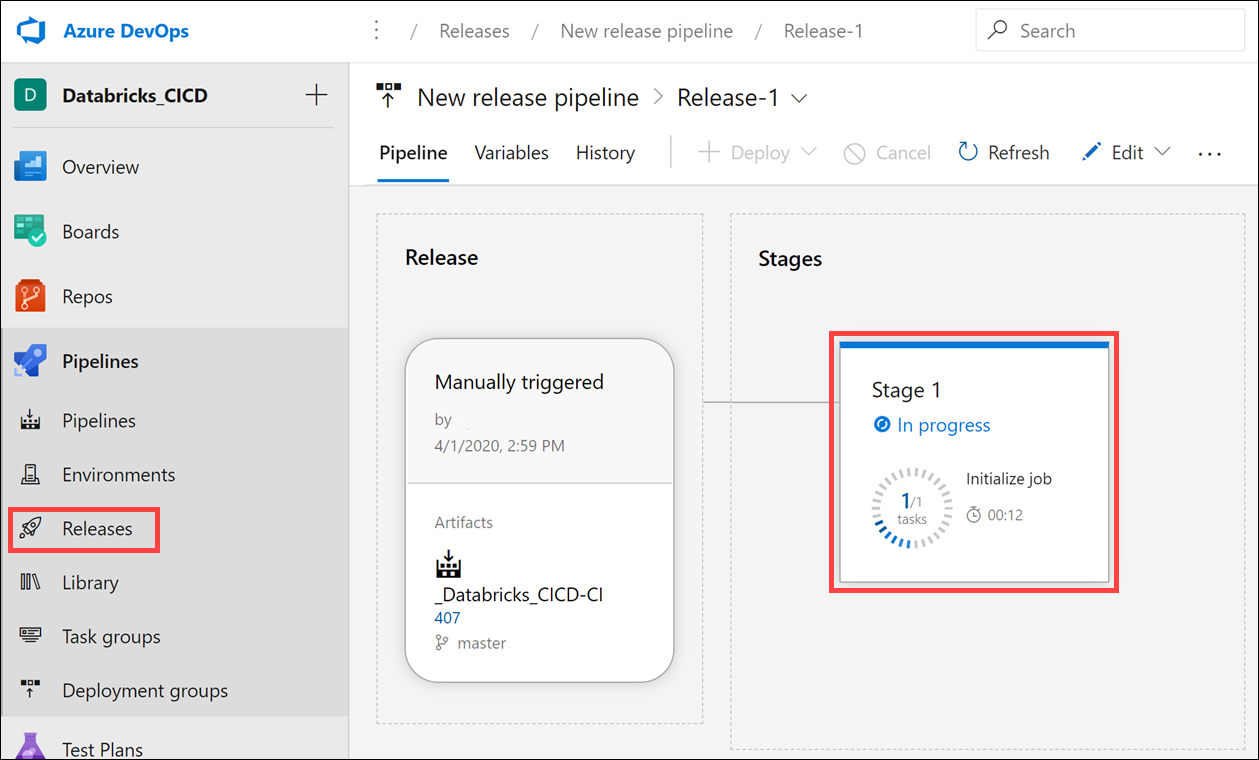 Azure DevOps
⋮ / Releases / New release pipeline / Release-1
Search
D Databricks_CICD +
Overview
Boards
Repos
Pipelines
Pipelines
Environments
Releases
Library
Task groups
Deployment groups
Test Plans
New release pipeline > Release-1
Pipeline Variables History + Deploy Cancel Refresh Edit ...
Release
Manually triggered
by
4/1/2020, 2:59 PM
Artifacts
_Databricks_CICD-CI
407
master
Stages
Stage 1
In progress
1/1
tasks
Initialize job
00:12